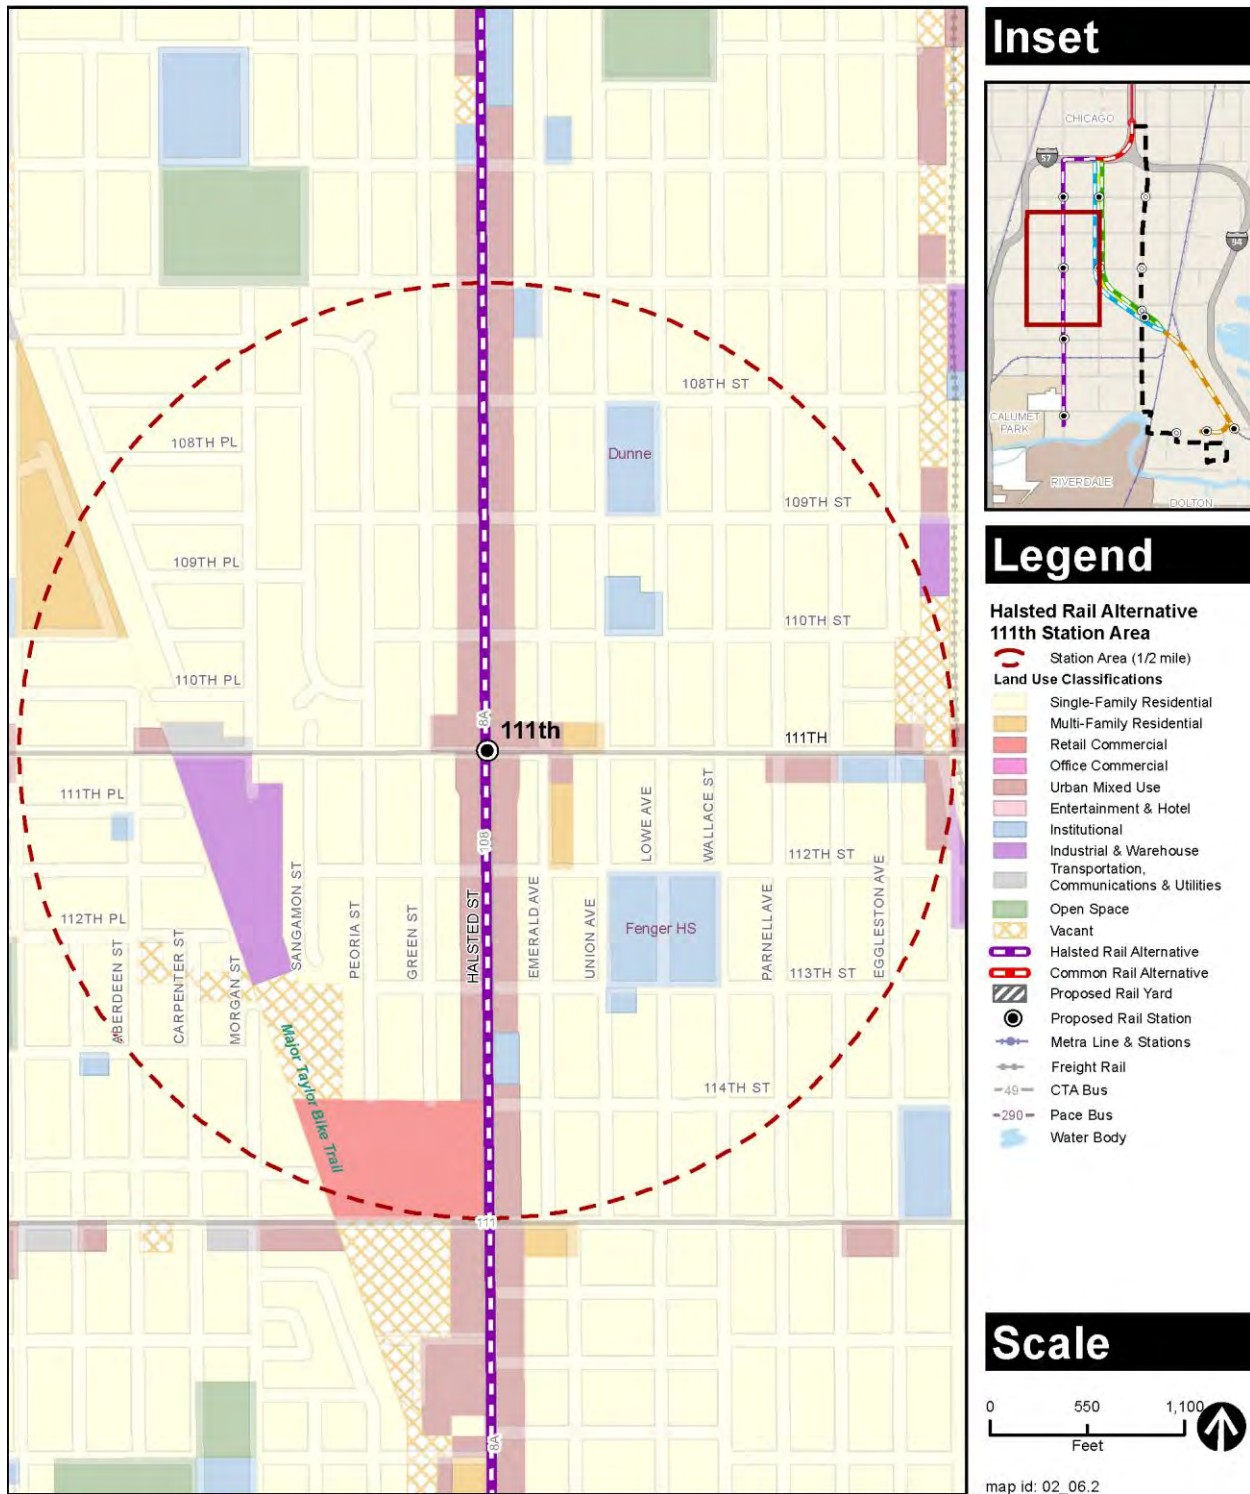 108TH ST
108TH PL
Dunne
109TH ST
109TH PL
110TH ST
110TH PL
8A
111th
111TH
111TH PL
108
LOWE AVE
WALLACE ST
112TH ST
112TH PL
ABERDEEN ST
CARPENTER ST
MORGAN ST
SANGAMON ST
PEORIA ST
GREEN ST
HALSTED ST
EMERALD AVE
UNION AVE
Fenger HS
PARNELL AVE
EGGLESTON AVE
113TH ST
Major Taylor Bike Trail
114TH ST
111
8A
Inset
CHICAGO
57
94
CALUMET
PARK
RIVERDALE
DOLTON
Legend
Halsted Rail Alternative
111th Station Area
Station Area (1/2 mile)
Land Use Classifications
Single-Family Residential
Multi-Family Residential
Retail Commercial
Office Commercial
Urban Mixed Use
Entertainment & Hotel
Institutional
Industrial & Warehouse
Transportation,
Communications & Utilities
Open Space
Vacant
Halsted Rail Alternative
Common Rail Alternative
Proposed Rail Yard
Proposed Rail Station
Metra Line & Stations
Freight Rail
49 CTA Bus
290 Pace Bus
Water Body
Scale
0 550 1,100
Feet
map id: 02_06.2